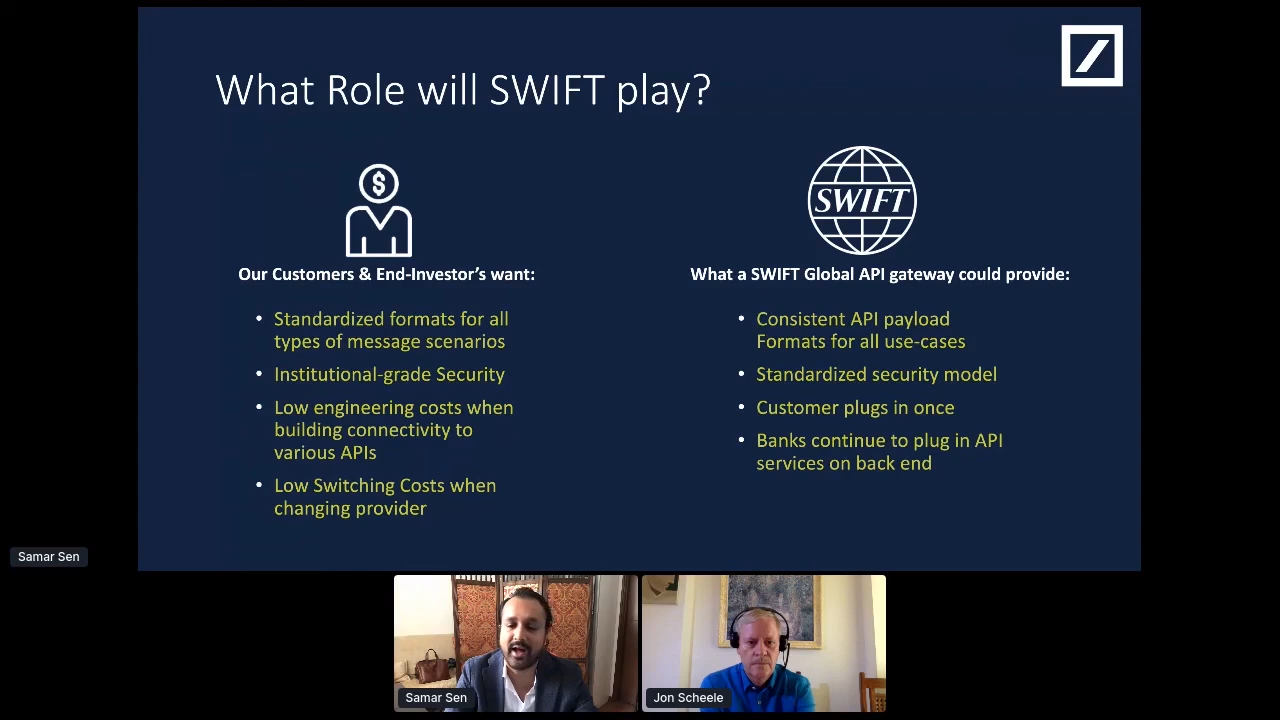 What Role will SWIFT play?
$
SWIFT
Our Customers & End-Investor's want:
• Standardized formats for all
types of message scenarios
• Institutional-grade Security
• Low engineering costs when
building connectivity to
various APIs
• Low Switching Costs when
changing provider
What a SWIFT Global API gateway could provide:
• Consistent API payload
Formats for all use-cases
• Standardized security model
• Customer plugs in once
• Banks continue to plug in API
services on back end
Samar Sen
Samar Sen
Jon Scheele